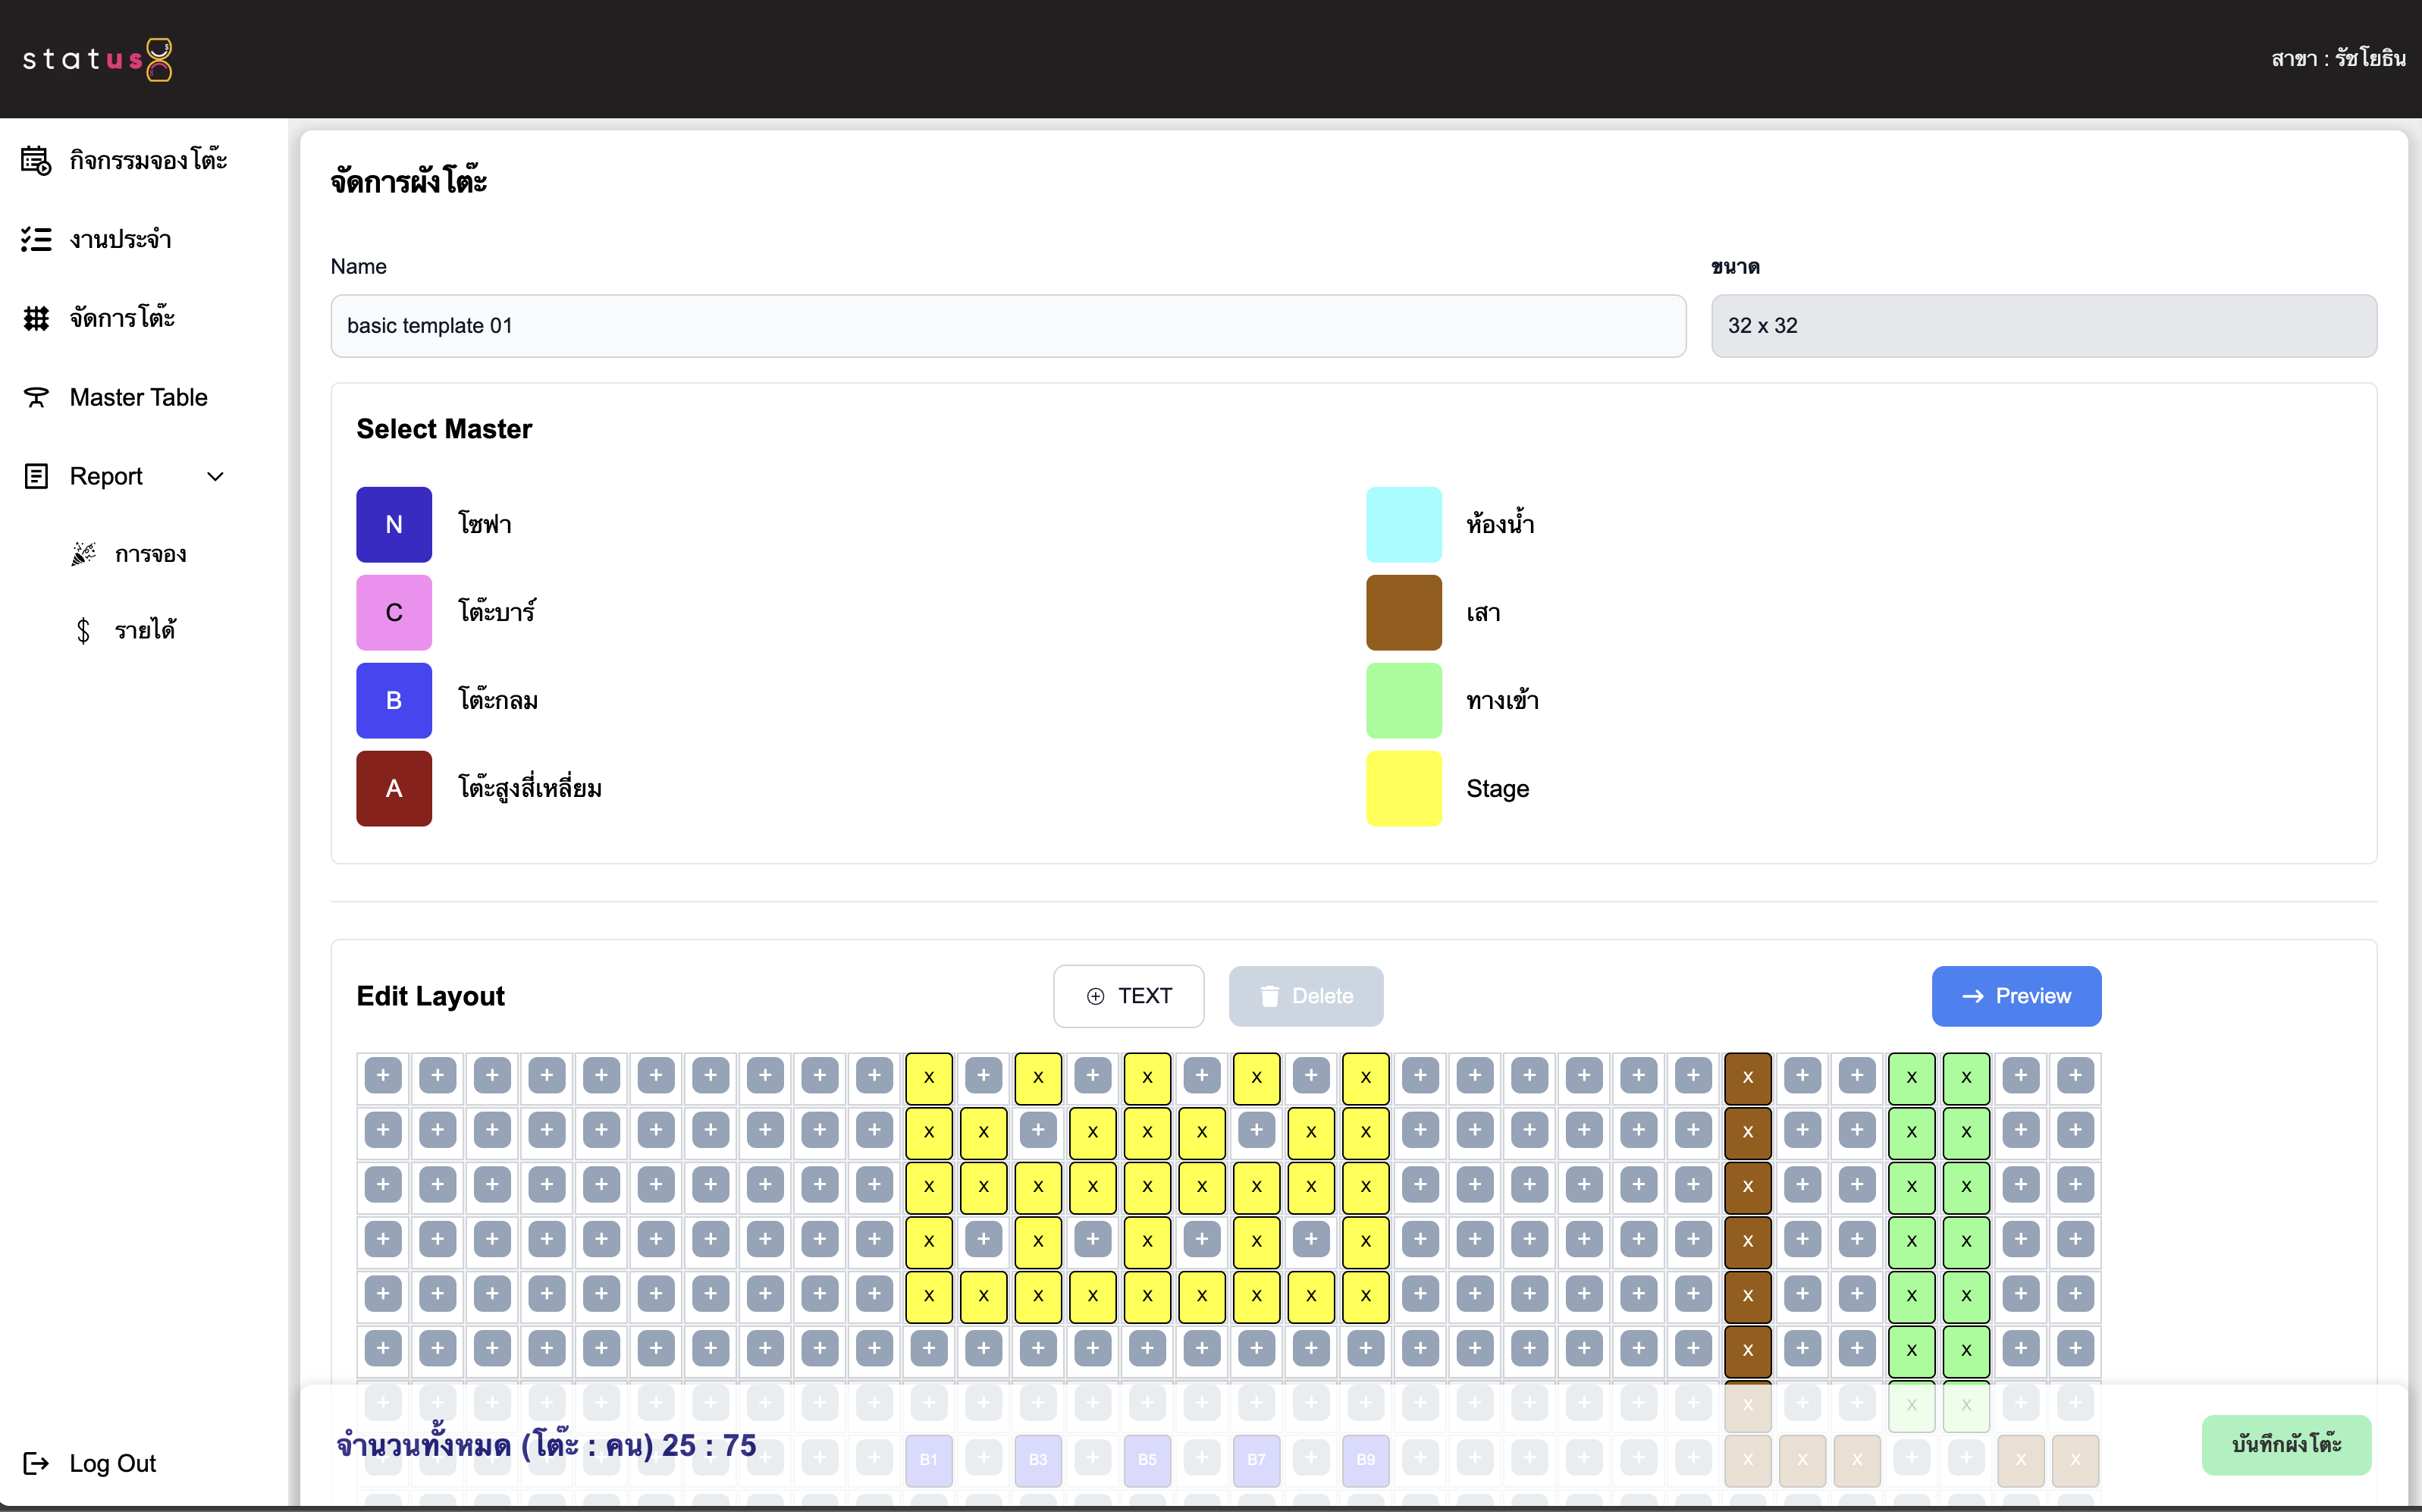 status
สาขา : รัชโยธิน
กิจกรรมจองโต๊ะ
งานประจำ
จัดการโต๊ะ
Master Table
Report
การจอง
$ รายได้
Log Out
จัดการผังโต๊ะ
Name
ขนาด
basic template 01
32 x 32
Select Master
N โซฟา
ห้องน้ำ
C โต๊ะบาร์
เสา
B โต๊ะกลม
ทางเข้า
A โต๊ะสูงสี่เหลี่ยม
Stage
Edit Layout
TEXT
Delete
Preview
+ + + + + + + + + + x + x + x + x + x + + + + + + x + + x x + +
+ + + + + + + + + + x x + x x x + x x + + + + + + x + + x x + +
+ + + + + + + + + + x x x x x x x x x + + + + + + x + + x x + +
+ + + + + + + + + + x + x + x + x + x + + + + + + x + + x x + +
+ + + + + + + + + + x x x x x x x x x + + + + + + x + + x x + +
+ + + + + + + + + + + + + + + + + + + + + + + + + x + + x x + +
+ + + + + + + + + + + + + + + + + + + + + + + + + x + + x x + +
จำนวนทั้งหมด (โต๊ะ : คน) 25 : 75
+ + B1 + B3 + B5 + B7 + B9 + + + + + + x x x + + x x
บันทึกผังโต๊ะ